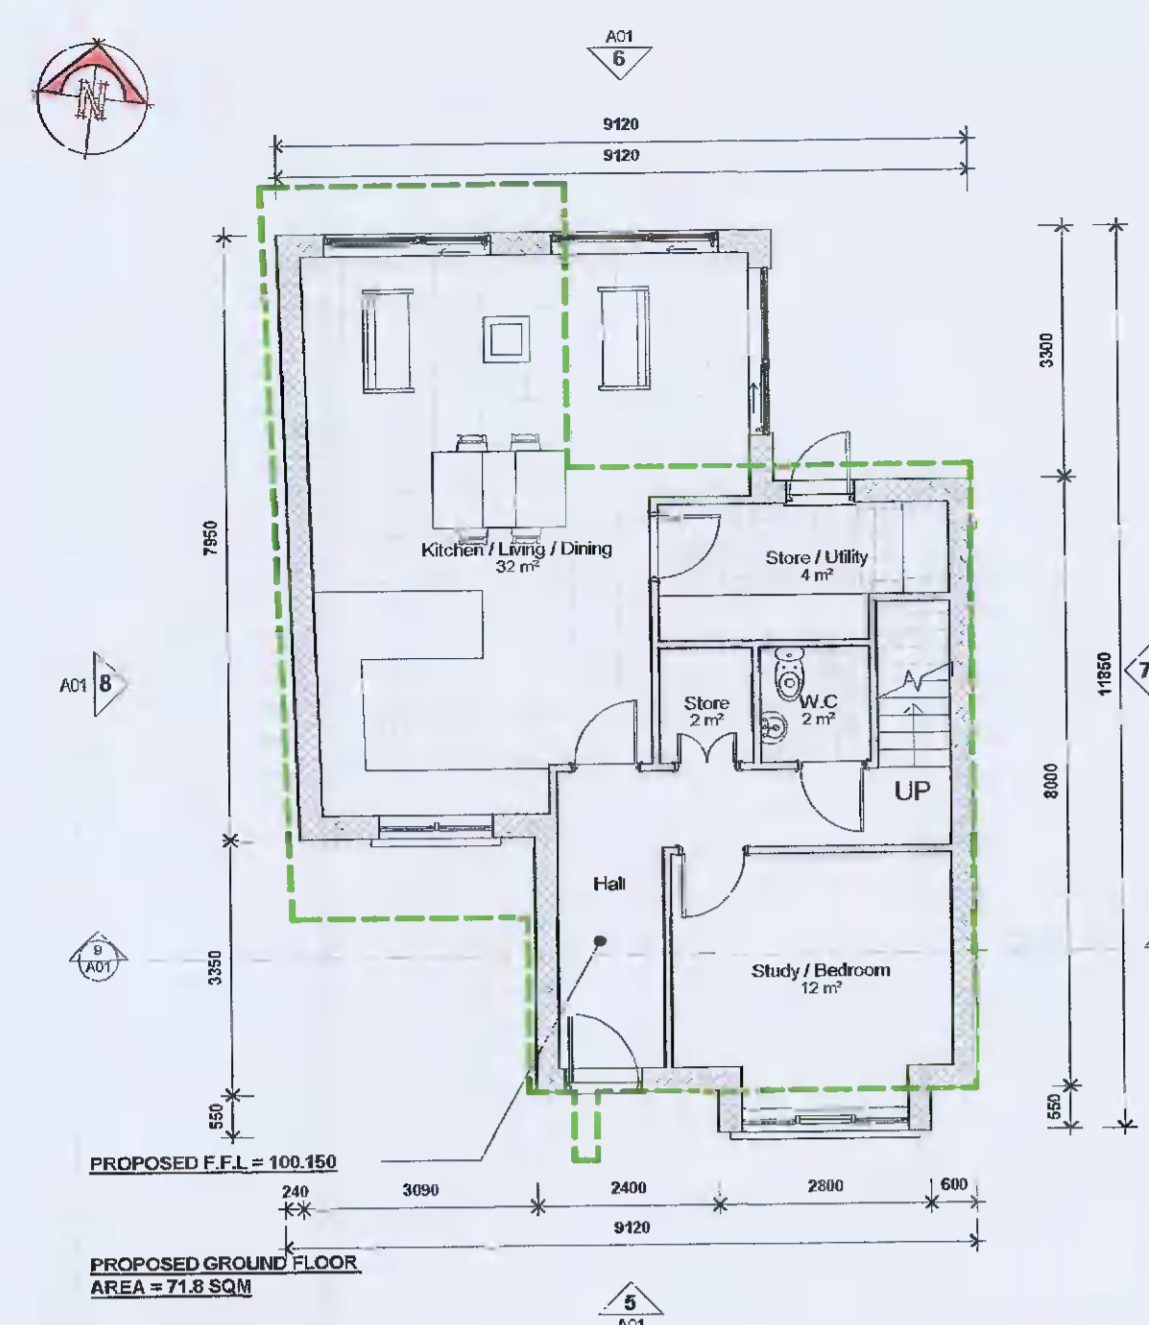 A01
6
N
9120
9120
3300
7950
Kitchen / Living / Dining
32 m²
Store / Utility
4 m²
A01 8
11850
7
Store
2 m²
W.C
2 m²
UP
8000
Hall
9
A01
3350
Study / Bedroom
12 m²
550
550
PROPOSED F.F.L = 100.150
240
3090
2400
2800
600
9120
PROPOSED GROUND FLOOR
AREA = 71.8 SQM
5
A01